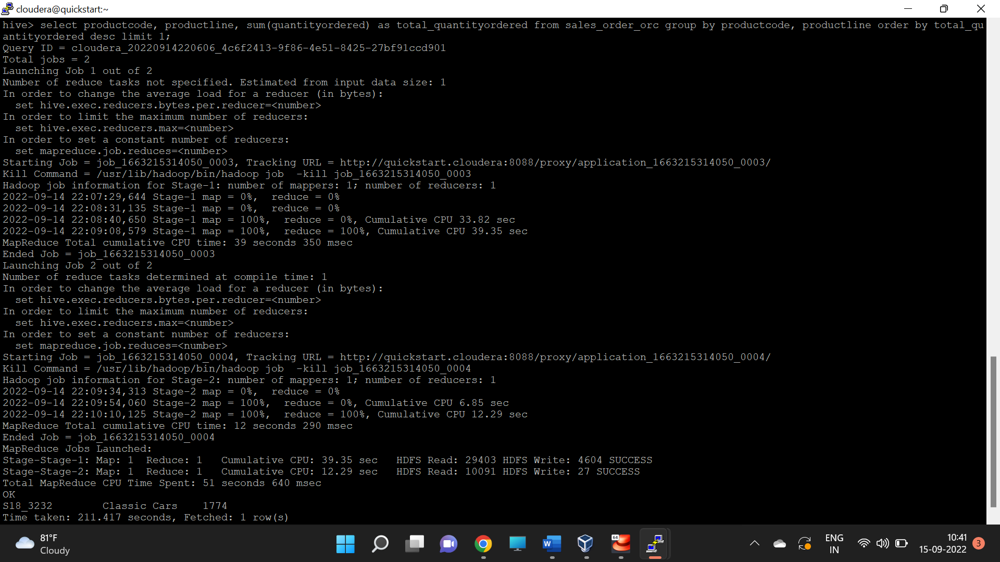 cloudera@quickstart:~
hive> select productcode, productline, sum(quantityordered) as total_quantityordered from sales_order_orc group by productcode, productline order by total_qu
antityordered desc limit 1;
Query ID = cloudera_20220914220606_4c6f2413-9f86-4e51-8425-27bf91ccd901
Total jobs = 2
Launching Job 1 out of 2
Number of reduce tasks not specified. Estimated from input data size: 1
In order to change the average load for a reducer (in bytes):
  set hive.exec.reducers.bytes.per.reducer=<number>
In order to limit the maximum number of reducers:
  set hive.exec.reducers.max=<number>
In order to set a constant number of reducers:
  set mapreduce.job.reduces=<number>
Starting Job = job_1663215314050_0003, Tracking URL = http://quickstart.cloudera:8088/proxy/application_1663215314050_0003/
Kill Command = /usr/lib/hadoop/bin/hadoop job  -kill job_1663215314050_0003
Hadoop job information for Stage-1: number of mappers: 1; number of reducers: 1
2022-09-14 22:07:29,644 Stage-1 map = 0%,  reduce = 0%
2022-09-14 22:08:31,135 Stage-1 map = 0%,  reduce = 0%
2022-09-14 22:08:40,650 Stage-1 map = 100%,  reduce = 0%, Cumulative CPU 33.82 sec
2022-09-14 22:09:08,579 Stage-1 map = 100%,  reduce = 100%, Cumulative CPU 39.35 sec
MapReduce Total cumulative CPU time: 39 seconds 350 msec
Ended Job = job_1663215314050_0003
Launching Job 2 out of 2
Number of reduce tasks determined at compile time: 1
In order to change the average load for a reducer (in bytes):
  set hive.exec.reducers.bytes.per.reducer=<number>
In order to limit the maximum number of reducers:
  set hive.exec.reducers.max=<number>
In order to set a constant number of reducers:
  set mapreduce.job.reduces=<number>
Starting Job = job_1663215314050_0004, Tracking URL = http://quickstart.cloudera:8088/proxy/application_1663215314050_0004/
Kill Command = /usr/lib/hadoop/bin/hadoop job  -kill job_1663215314050_0004
Hadoop job information for Stage-2: number of mappers: 1; number of reducers: 1
2022-09-14 22:09:34,313 Stage-2 map = 0%,  reduce = 0%
2022-09-14 22:09:54,060 Stage-2 map = 100%,  reduce = 0%, Cumulative CPU 6.85 sec
2022-09-14 22:10:10,125 Stage-2 map = 100%,  reduce = 100%, Cumulative CPU 12.29 sec
MapReduce Total cumulative CPU time: 12 seconds 290 msec
Ended Job = job_1663215314050_0004
MapReduce Jobs Launched:
Stage-Stage-1: Map: 1  Reduce: 1   Cumulative CPU: 39.35 sec   HDFS Read: 29403 HDFS Write: 4604 SUCCESS
Stage-Stage-2: Map: 1  Reduce: 1   Cumulative CPU: 12.29 sec   HDFS Read: 10091 HDFS Write: 27 SUCCESS
Total MapReduce CPU Time Spent: 51 seconds 640 msec
OK
S18_3232        Classic Cars    1774
Time taken: 211.417 seconds, Fetched: 1 row(s)
81°F
Cloudy
W
64
ENG
IN
10:41
15-09-2022
3